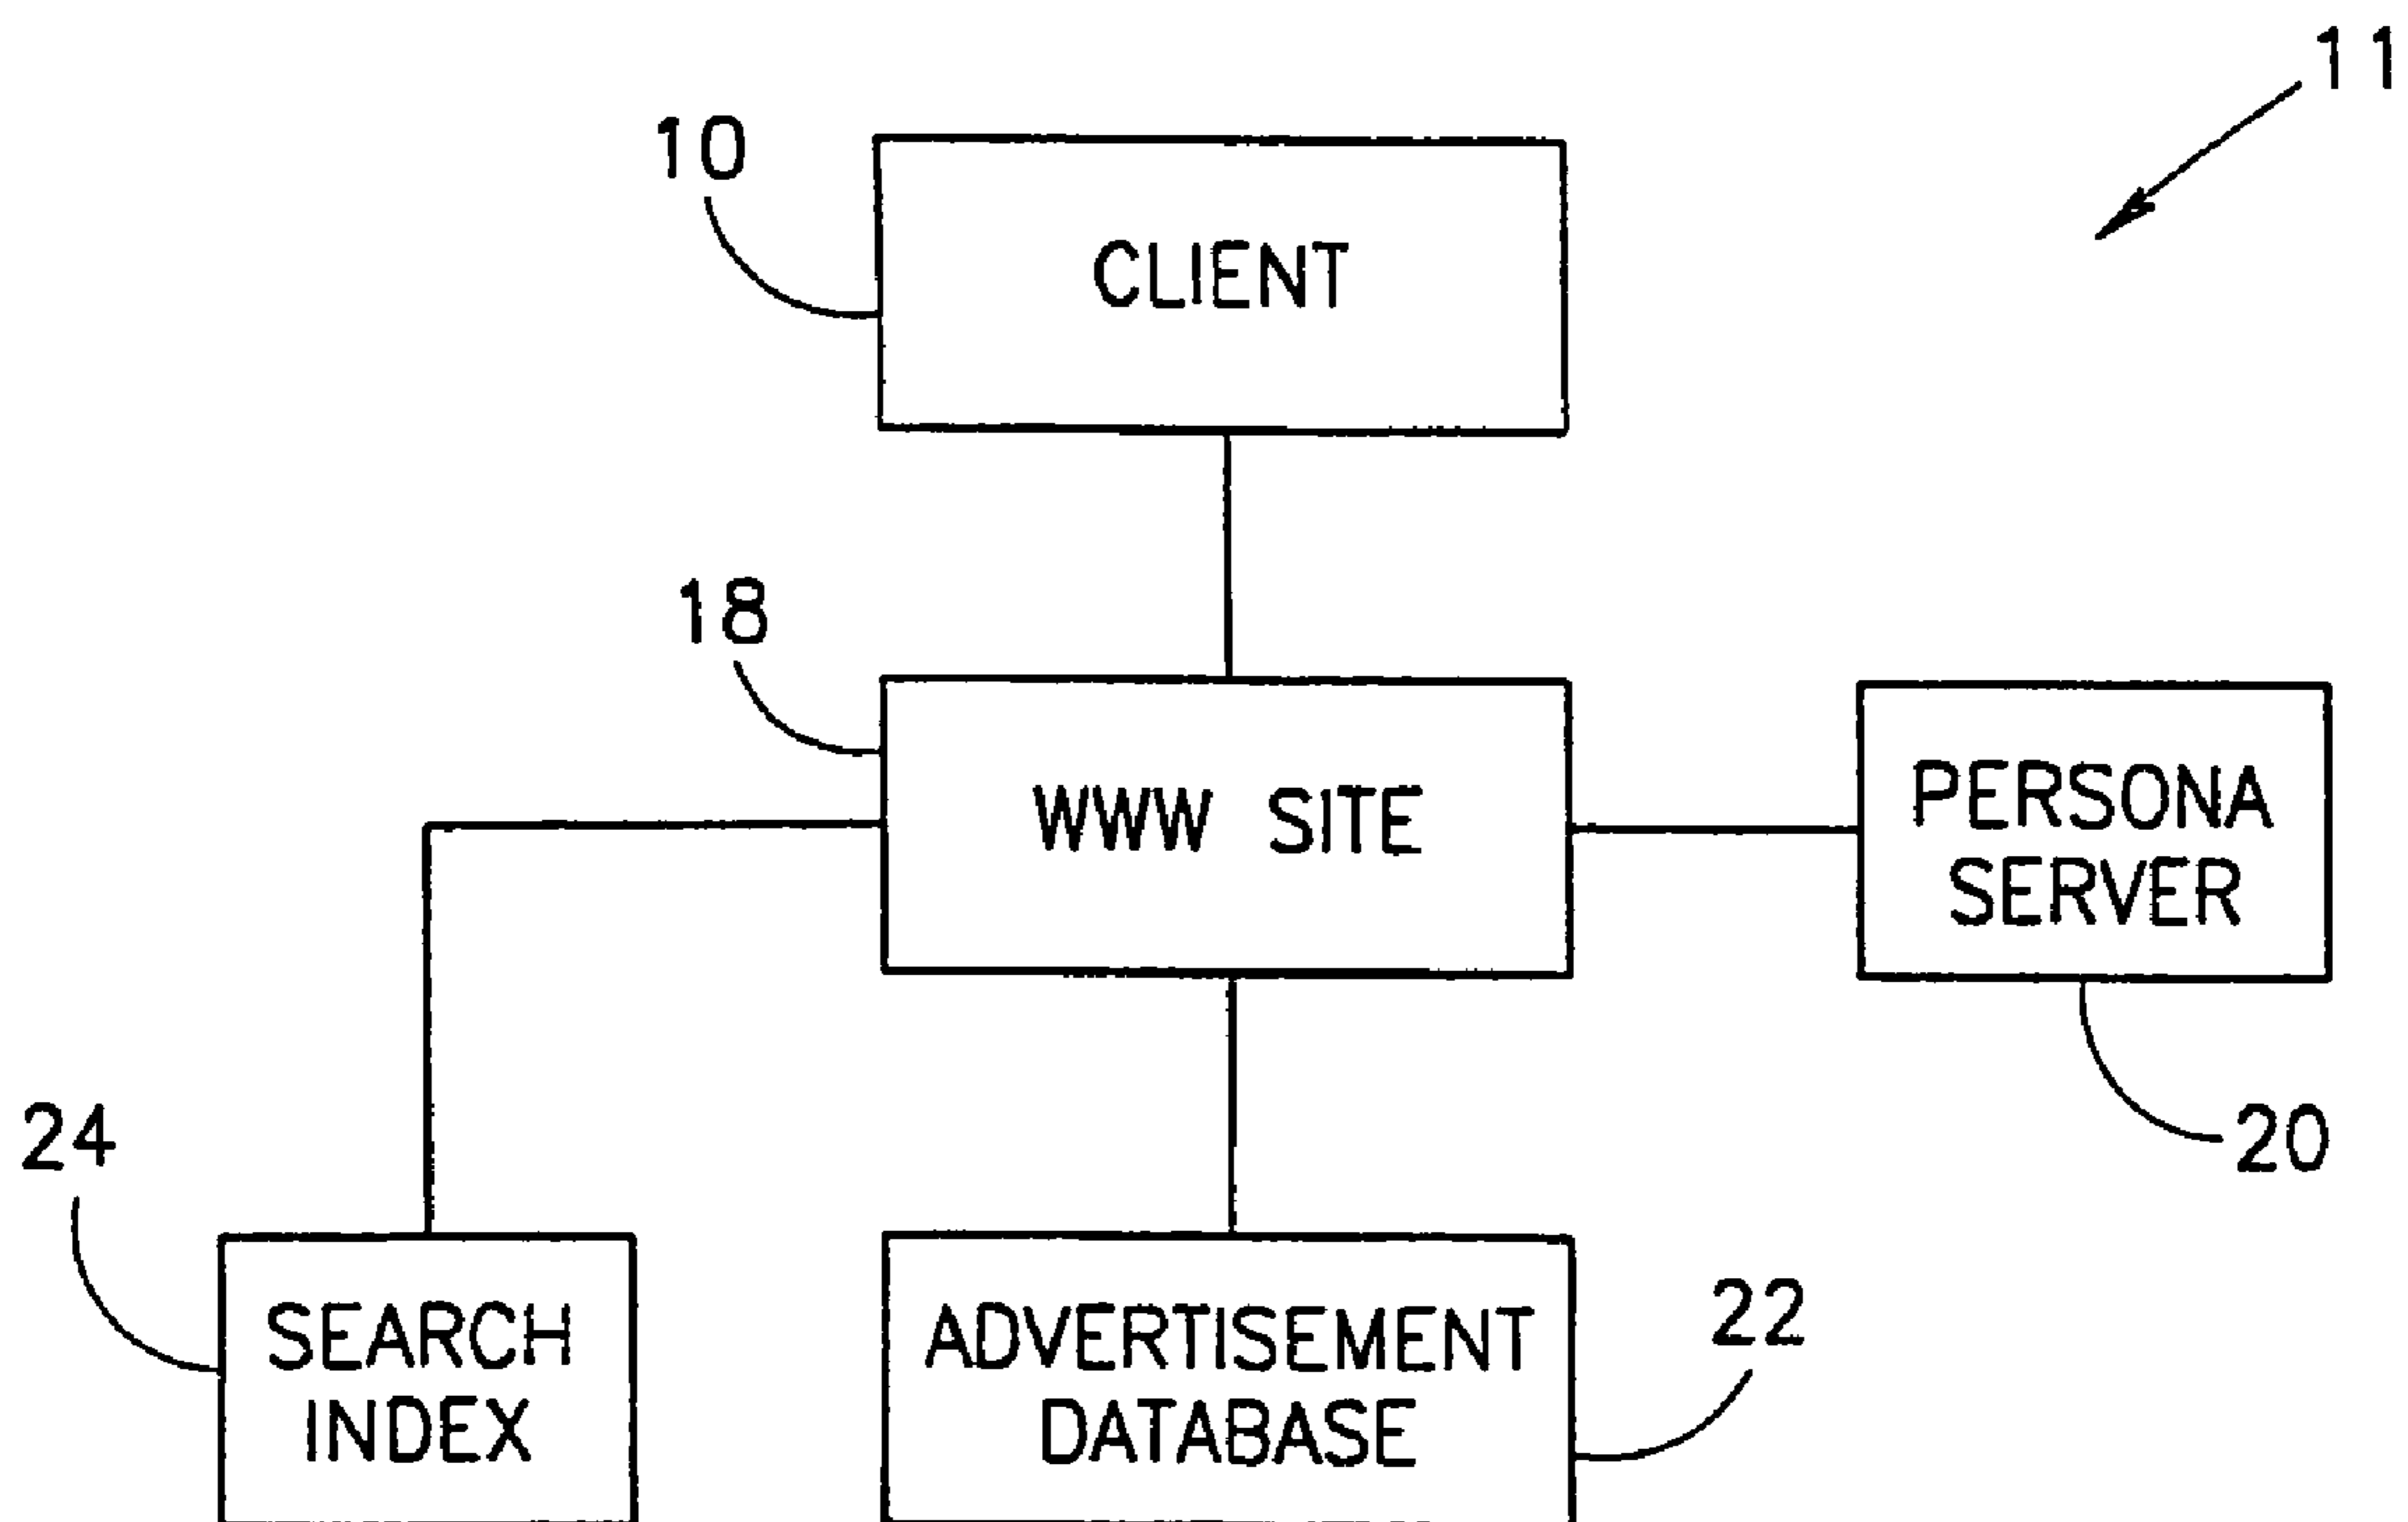 11
10
CLIENT
18
WWW SITE
PERSONA
SERVER
24
20
SEARCH
INDEX
ADVERTISEMENT
DATABASE
22